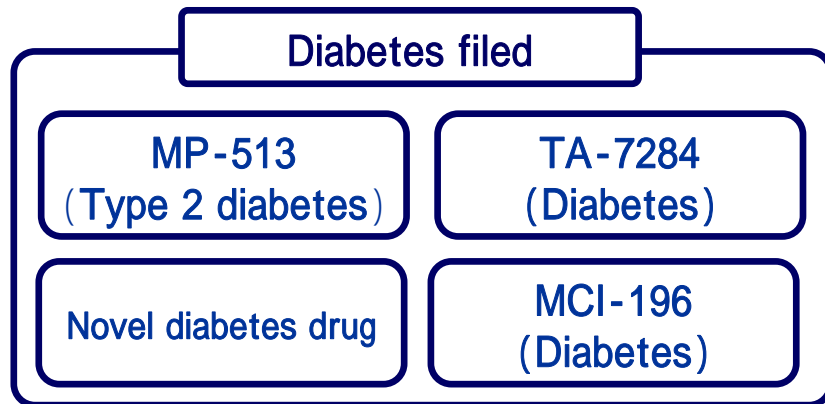 Diabetes filed
MP-513
(Type 2 diabetes)
TA-7284
(Diabetes)
Novel diabetes drug
MCI-196
(Diabetes)